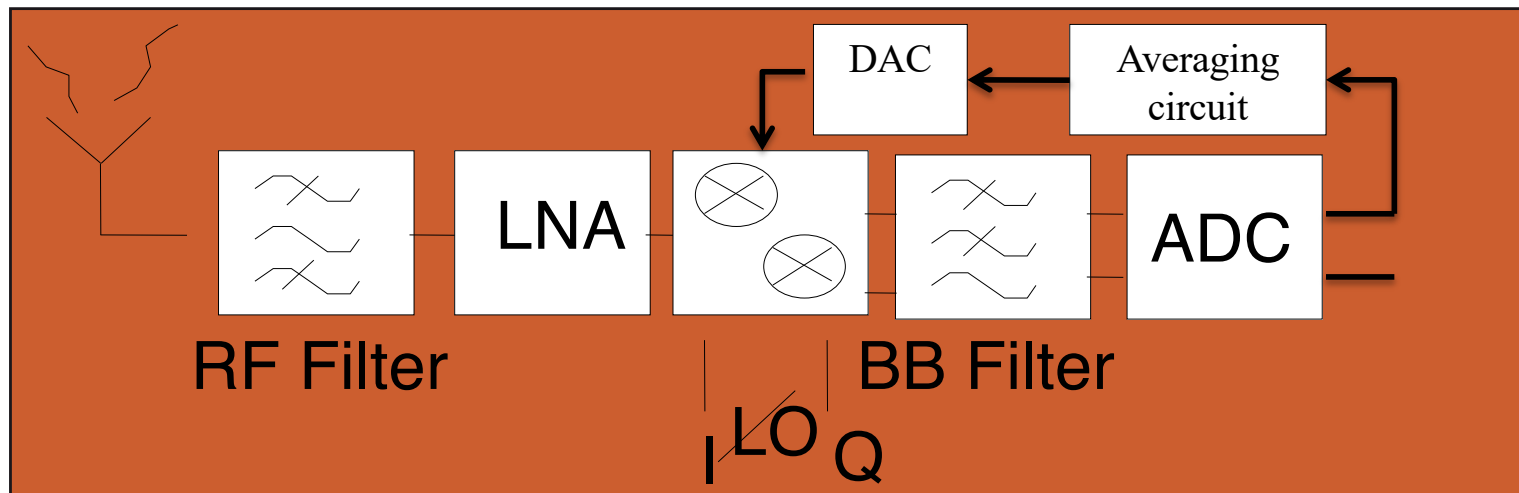 DAC
Averaging
circuit
LNA
ADC
RF Filter
BB Filter
I
LO
Q